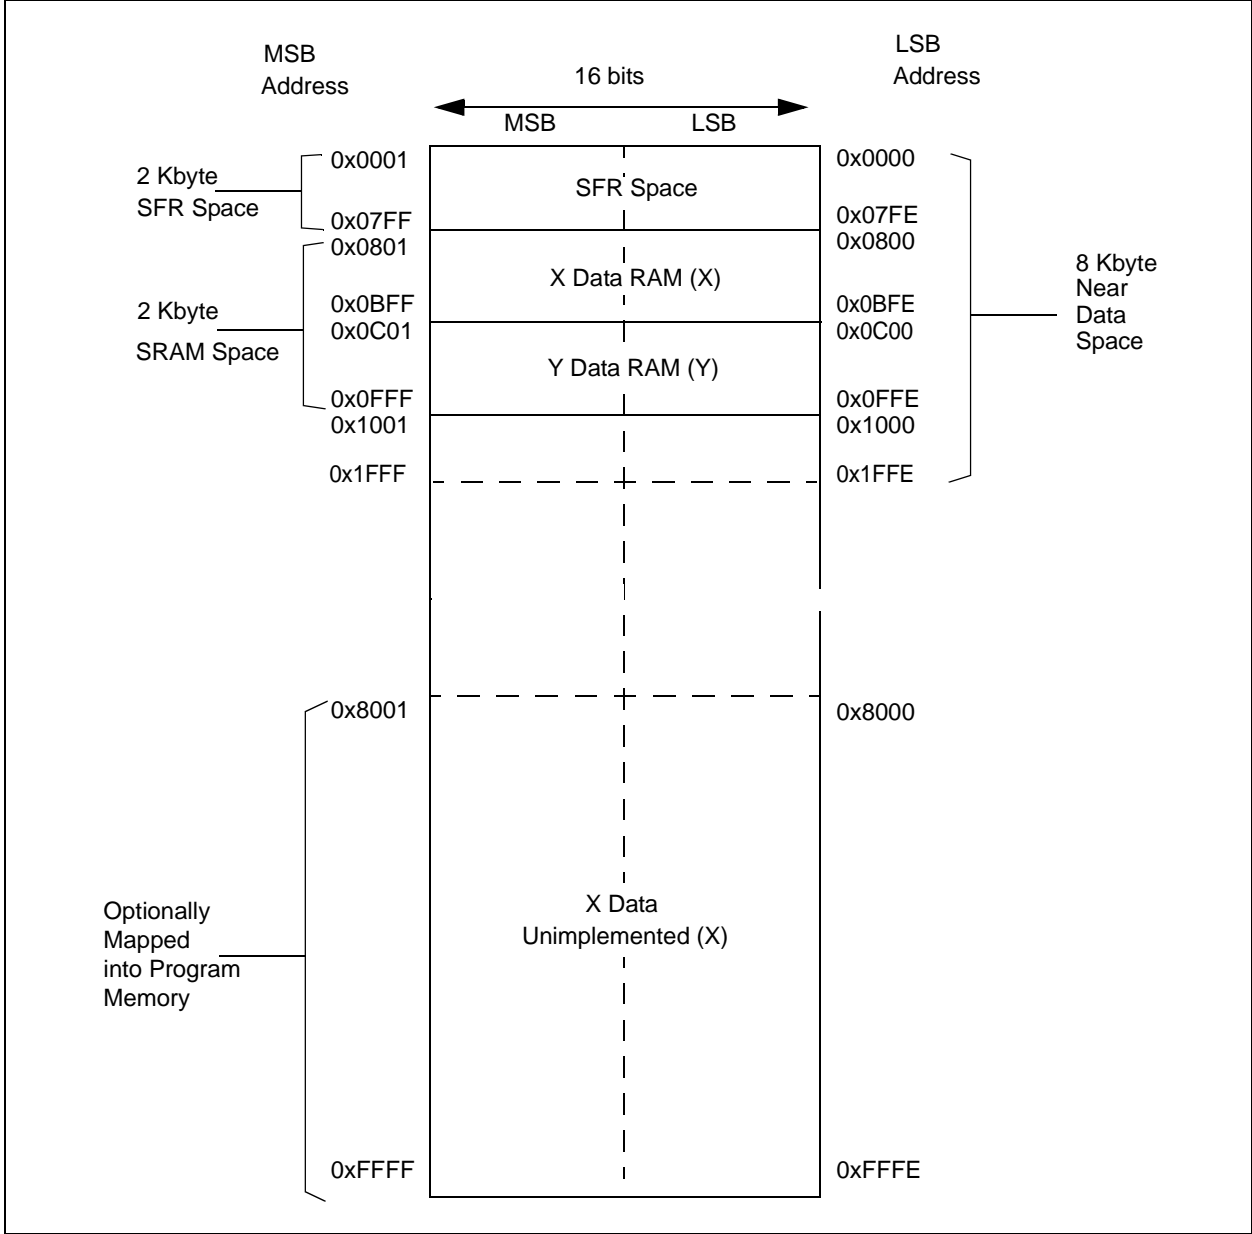 MSB
Address
LSB
Address
16 bits
MSB
LSB
2 Kbyte
SFR Space
0x0001
0x07FF
SFR Space
0x0000
0x07FE
2 Kbyte
SRAM Space
0x0801
0x0BFF
X Data RAM (X)
0x0800
0x0BFE
0x0C01
0x0FFF
Y Data RAM (Y)
0x0C00
0x0FFE
0x1001
0x1FFF
0x1000
0x1FFE
8 Kbyte
Near
Data
Space
0x8001
0x8000
Optionally
Mapped
into Program
Memory
X Data
Unimplemented (X)
0xFFFF
0xFFFE